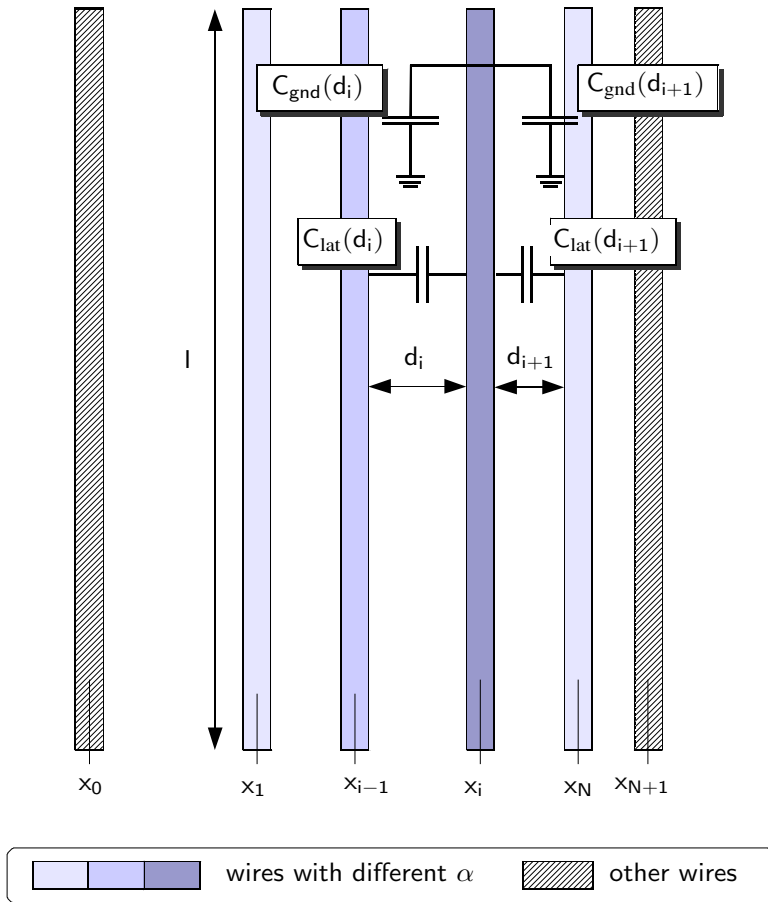 C_gnd(d_i) C_gnd(d_{i+1})
C_lat(d_i) C_lat(d_{i+1})
l d_i d_{i+1}
x_0 x_1 x_{i−1} x_i x_N x_{N+1}
wires with different α other wires